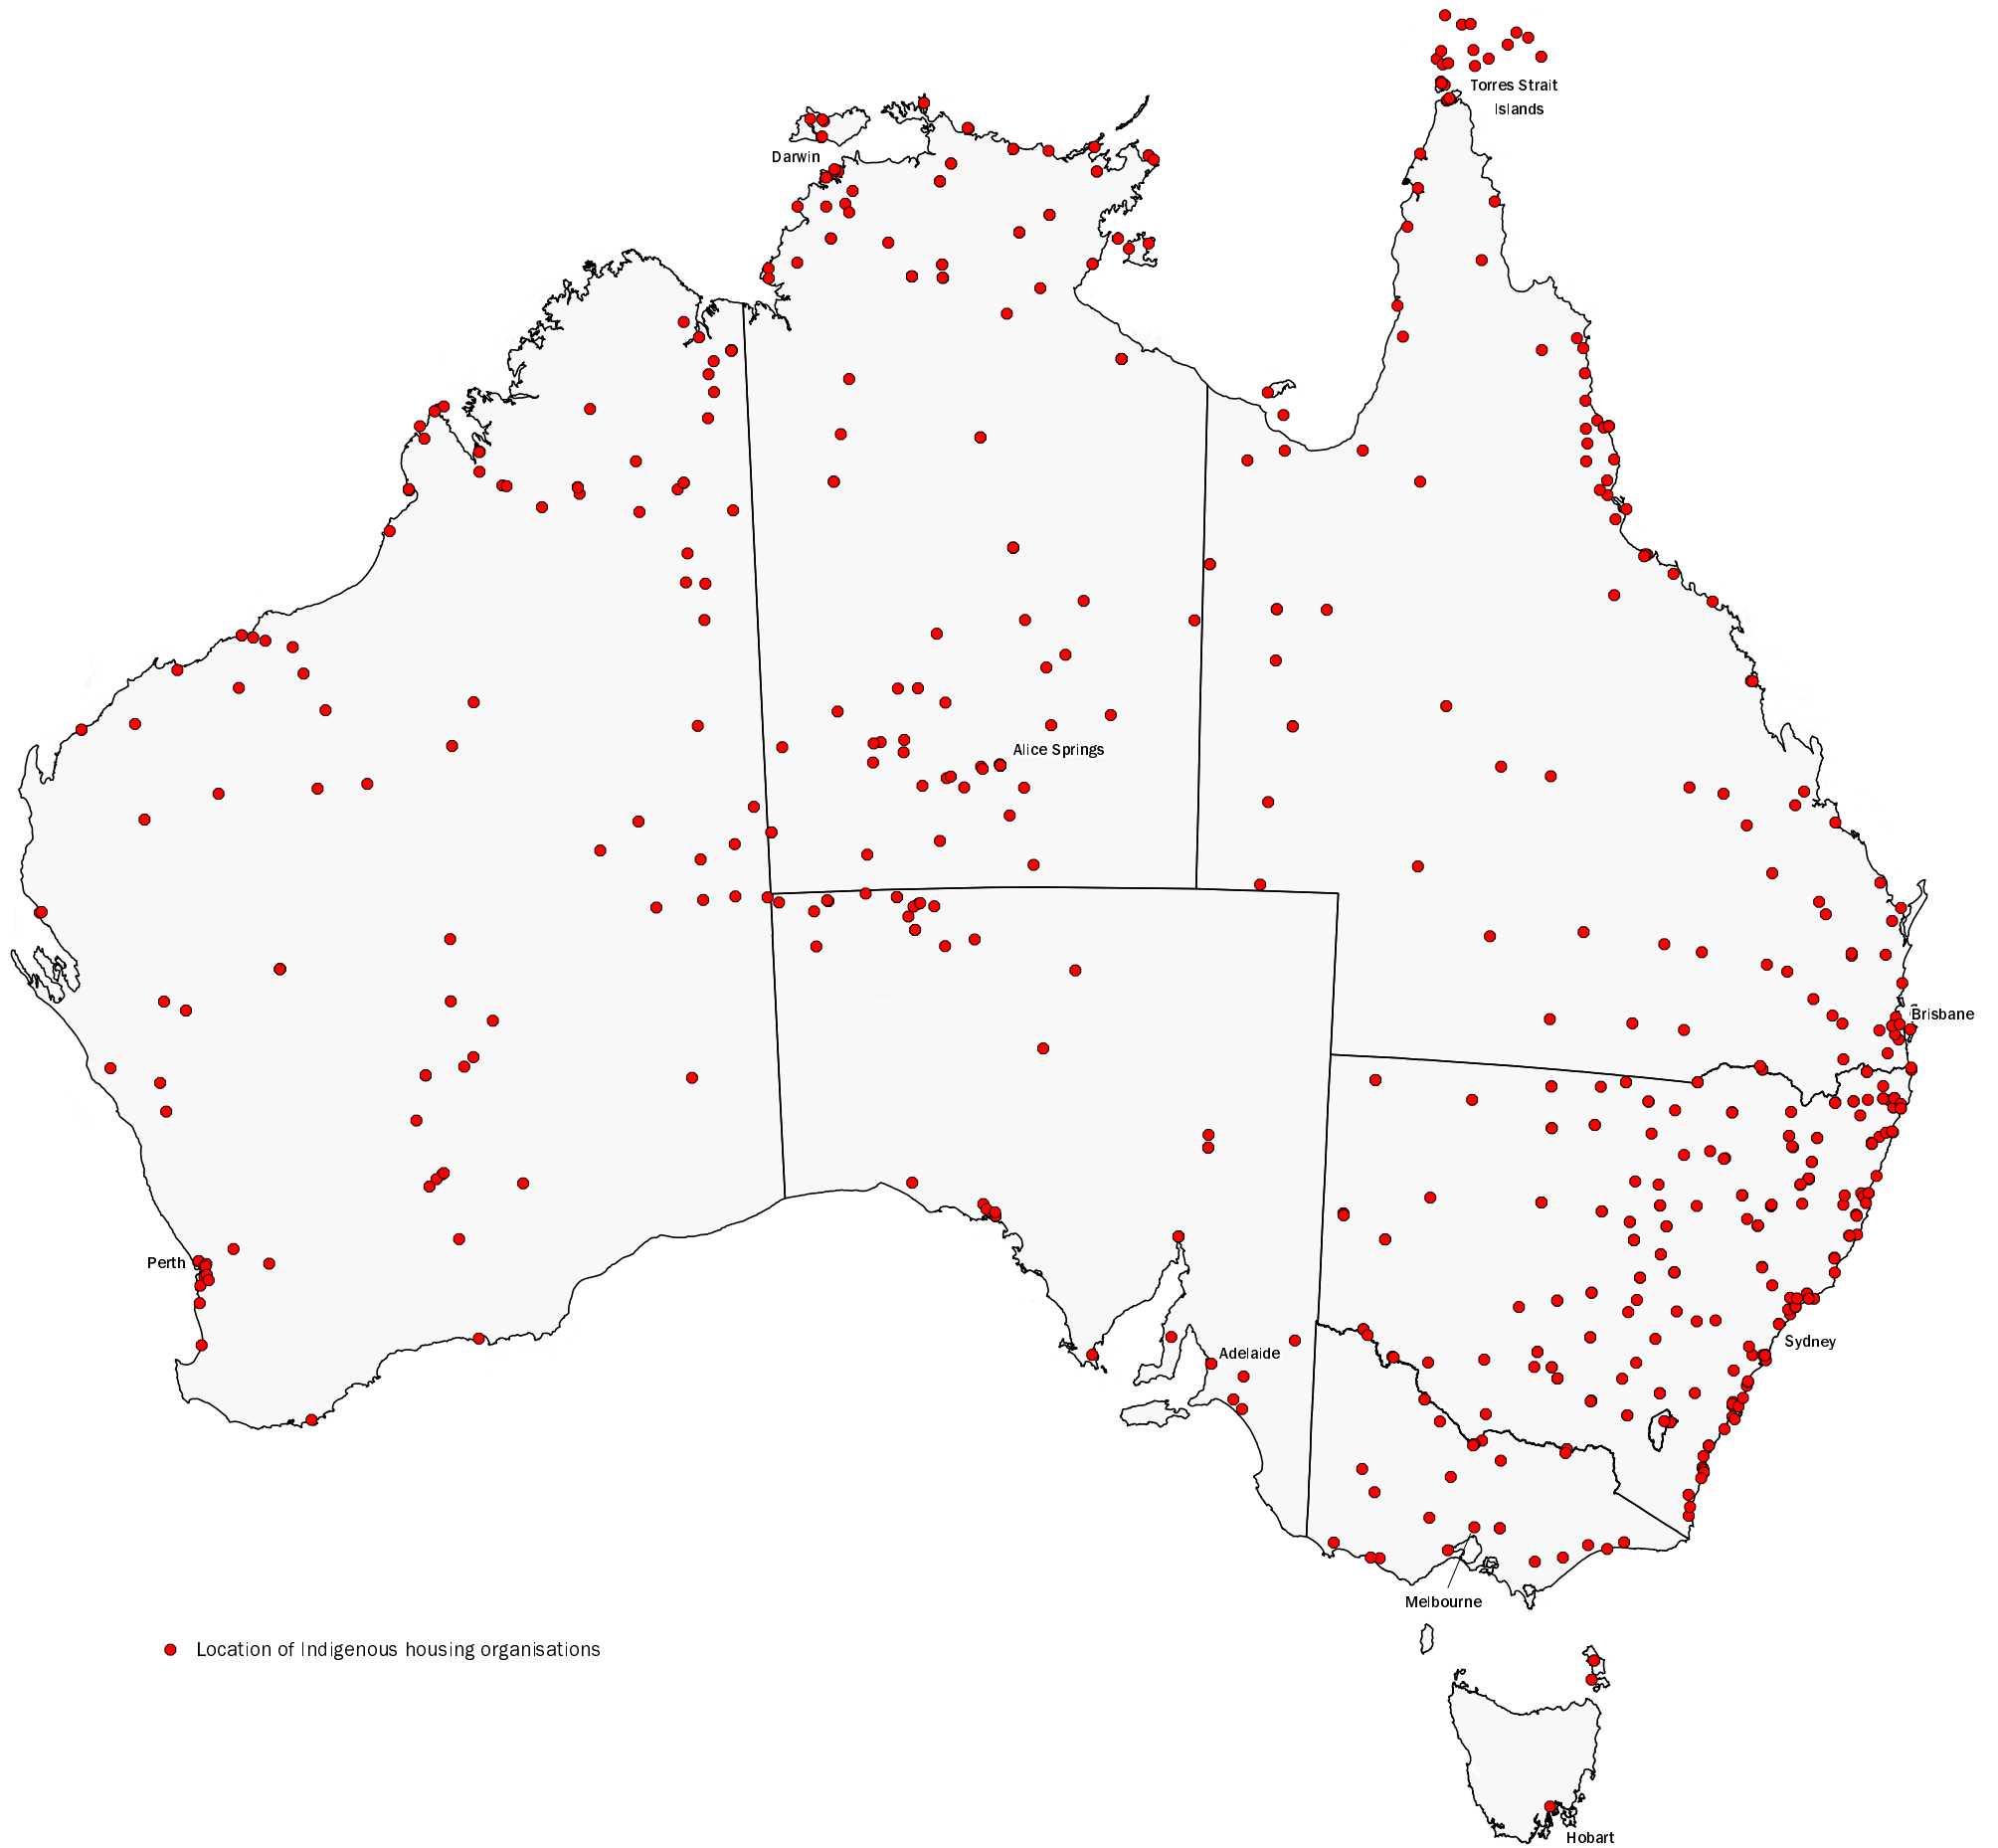 Torres Strait
Islands
Darwin
Alice Springs
Brisbane
Perth
Sydney
Adelaide
Melbourne
Location of Indigenous housing organisations
Hobart